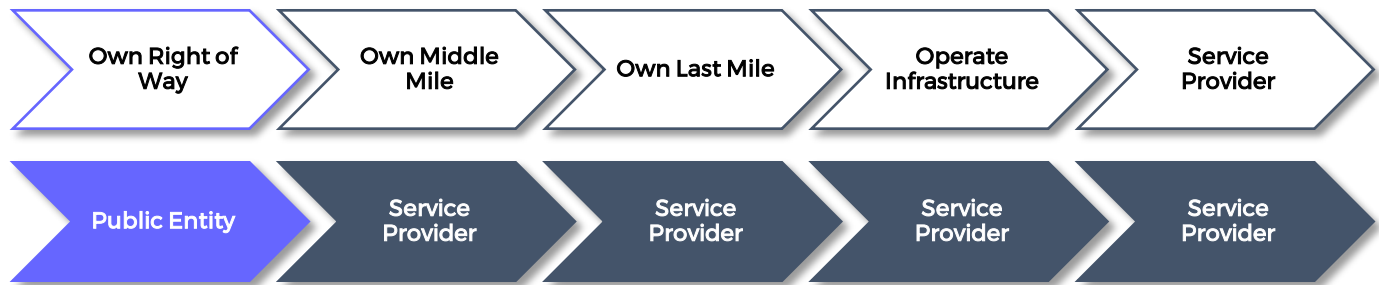 Own Right of
Way
Own Middle
Mile
Own Last Mile
Operate
Infrastructure
Service
Provider
Public Entity
Service
Provider
Service
Provider
Service
Provider
Service
Provider